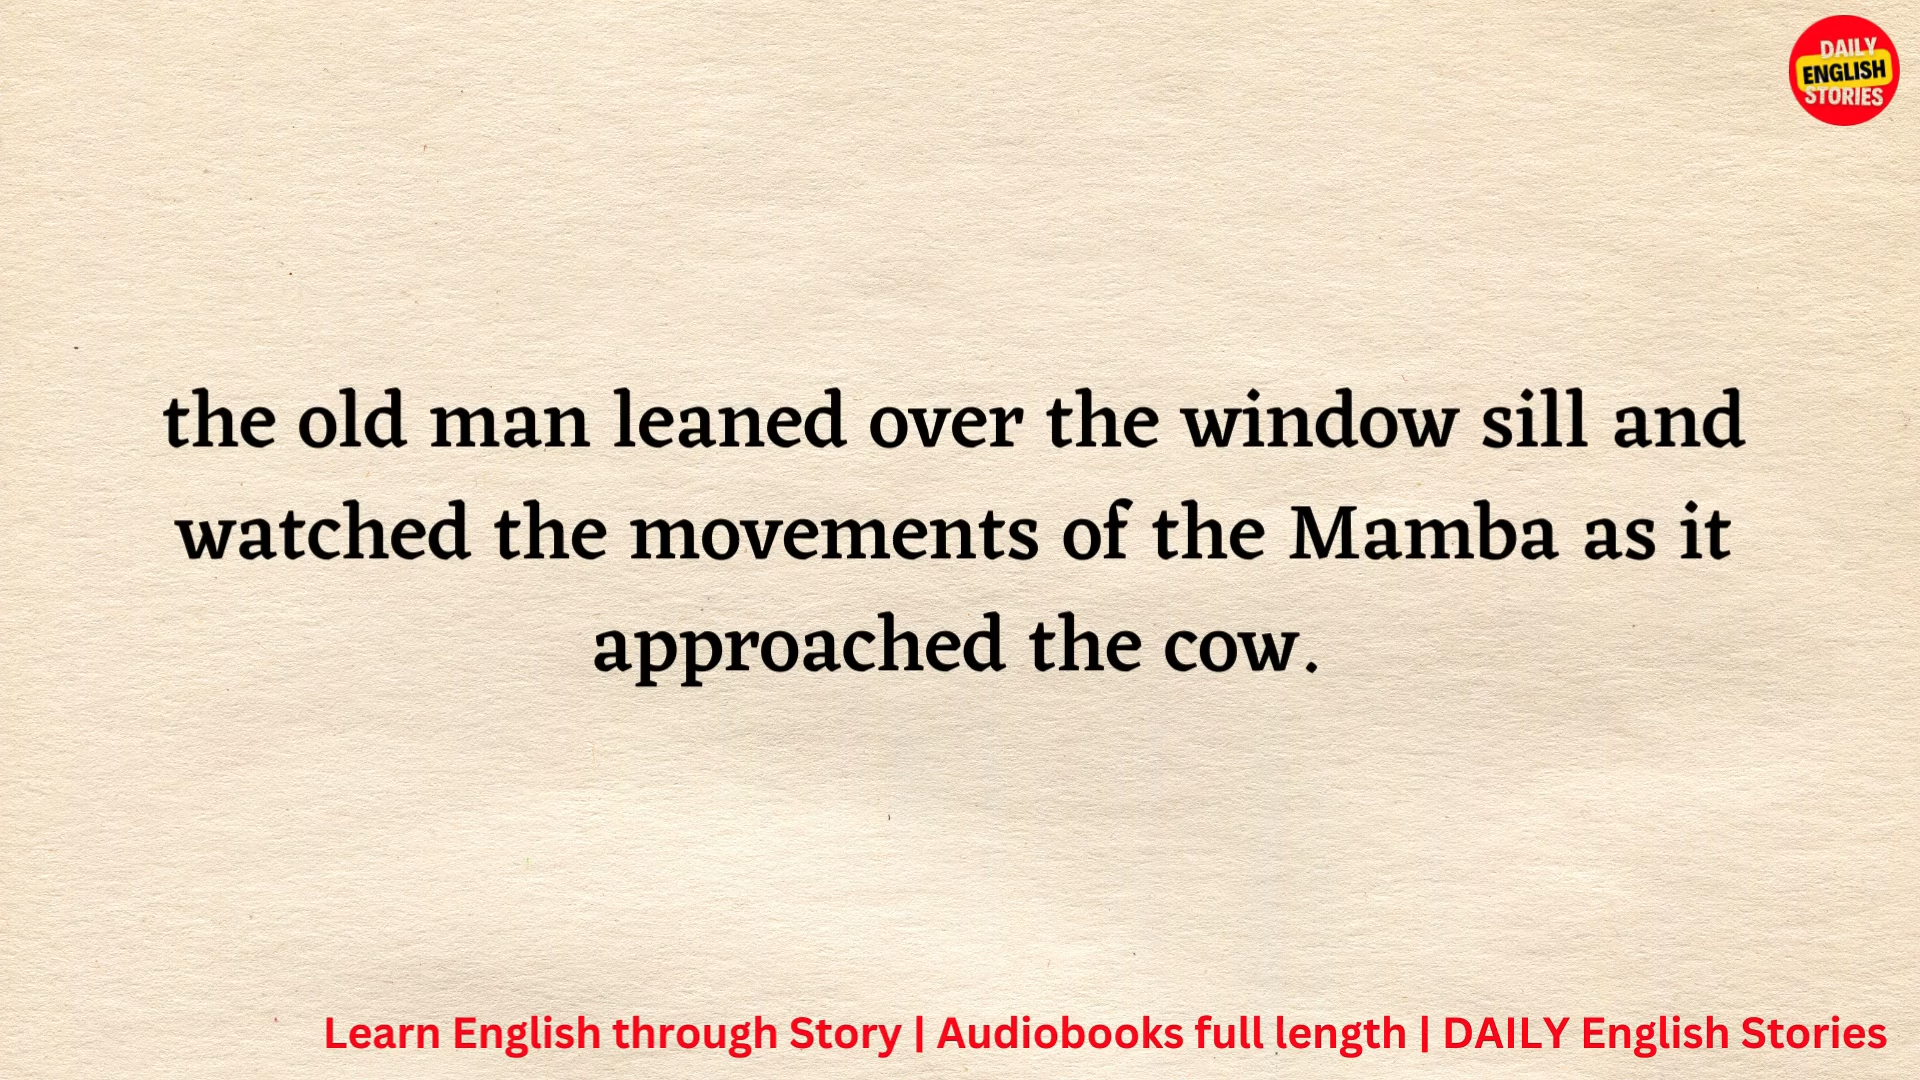 DAILY
ENGLISH
STORIES
the old man leaned over the window sill and
watched the movements of the Mamba as it
approached the cow.
Learn English through Story | Audiobooks full length | DAILY English Stories